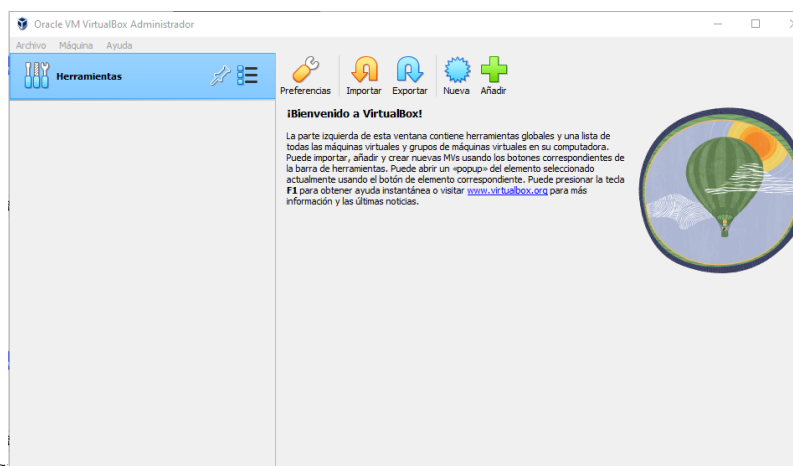 Oracle VM VirtualBox Administrador
Archivo Máquina Ayuda
Herramientas
Preferencias Importar Exportar Nueva Añadir
¡Bienvenido a VirtualBox!
La parte izquierda de esta ventana contiene herramientas globales y una lista de
todas las máquinas virtuales y grupos de máquinas virtuales en su computadora.
Puede importar, añadir y crear nuevas MVs usando los botones correspondientes de
la barra de herramientas. Puede abrir un «popup» del elemento seleccionado
actualmente usando el botón de elemento correspondiente. Puede presionar la tecla
F1 para obtener ayuda instantánea o visitar www.virtualbox.org para más
información y las últimas noticias.